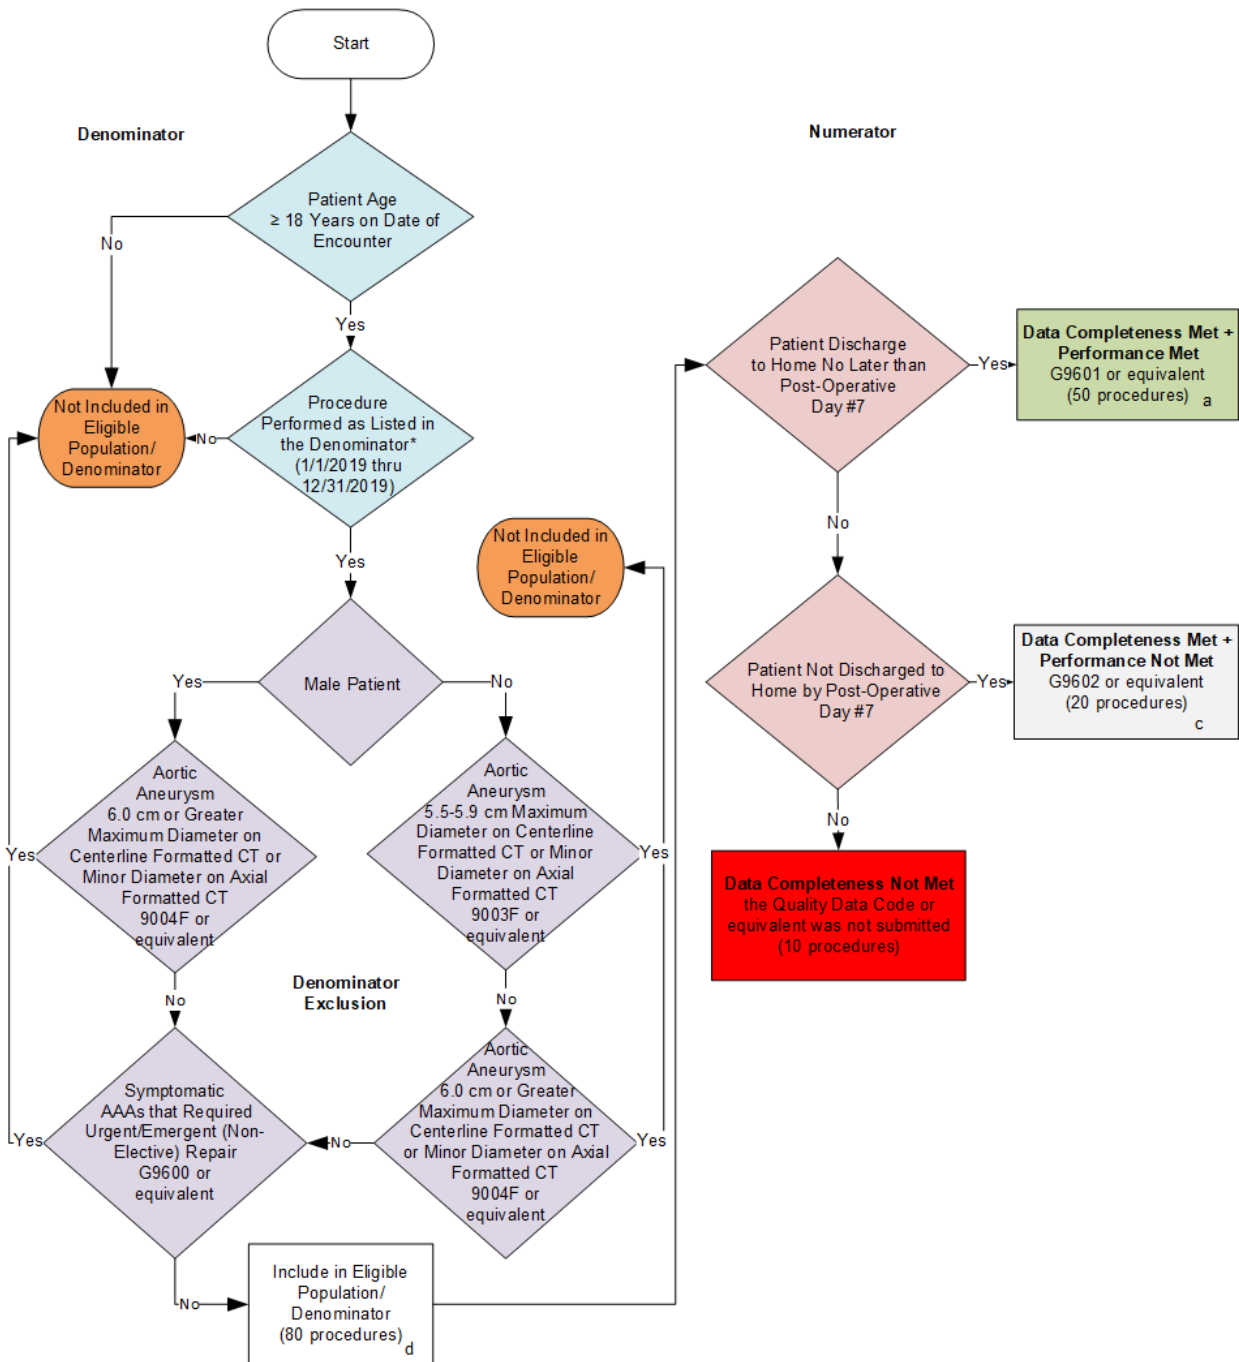 Start
Denominator
Numerator
Patient Age
≥ 18 Years on Date of
Encounter
No
Yes
Procedure
Performed as Listed in
the Denominator*
(1/1/2019 thru
12/31/2019)
No
Not Included in
Eligible
Population/
Denominator
Yes
Not Included in
Eligible
Population/
Denominator
Male Patient
Yes
No
Aortic
Aneurysm
6.0 cm or Greater
Maximum Diameter on
Centerline Formatted CT or
Minor Diameter on Axial
Formatted CT
9004F or
equivalent
Yes
No
Aortic
Aneurysm
5.5-5.9 cm Maximum
Diameter on Centerline
Formatted CT or Minor
Diameter on Axial
Formatted CT
9003F or
equivalent
Yes
No
Denominator
Exclusion
Symptomatic
AAAs that Required
Urgent/Emergent (Non-
Elective) Repair
G9600 or
equivalent
Yes
No
Aortic
Aneurysm
6.0 cm or Greater
Maximum Diameter on
Centerline Formatted CT
or Minor Diameter on Axial
Formatted CT
9004F or
equivalent
Yes
No
Include in Eligible
Population/
Denominator
(80 procedures)
d
Patient Discharge
to Home No Later than
Post-Operative
Day #7
Yes
Data Completeness Met +
Performance Met
G9601 or equivalent
(50 procedures)
a
No
Patient Not Discharged to
Home by Post-Operative
Day #7
Yes
Data Completeness Met +
Performance Not Met
G9602 or equivalent
(20 procedures)
c
No
Data Completeness Not Met
the Quality Data Code or
equivalent was not submitted
(10 procedures)